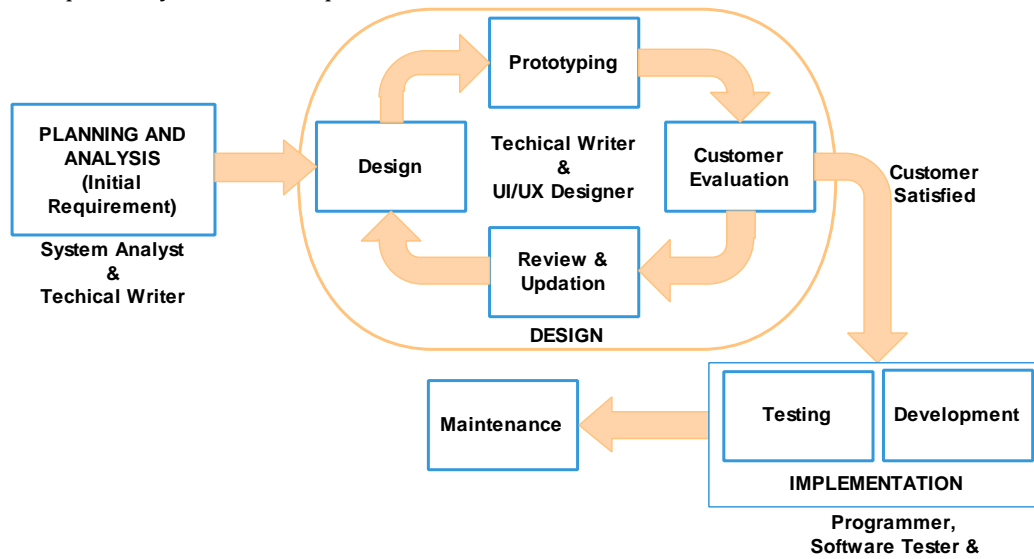 Prototyping
PLANNING AND
ANALYSIS
(Initial
Requirement)
System Analyst
&
Techical Writer
Design
Techical Writer
&
UI/UX Designer
Customer
Evaluation
Customer
Satisfied
Review &
Updation
DESIGN
Maintenance
Testing
Development
IMPLEMENTATION
Programmer,
Software Tester &